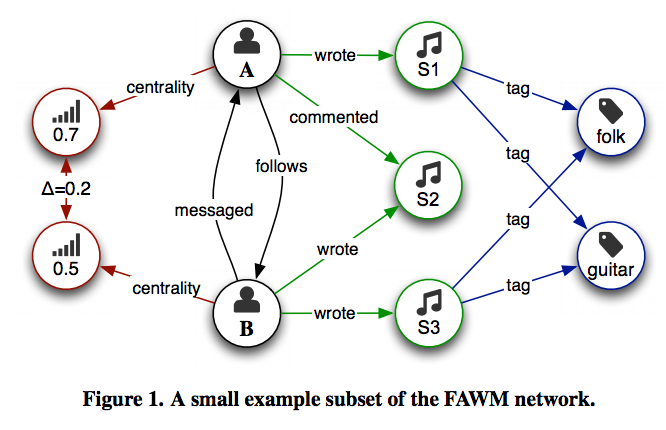 A
wrote
S1
centrality
tag
0.7
commented
folk
tag
follows
Δ=0.2
S2
messaged
tag
wrote
0.5
guitar
centrality
tag
wrote
B
S3
Figure 1. A small example subset of the FAWM network.